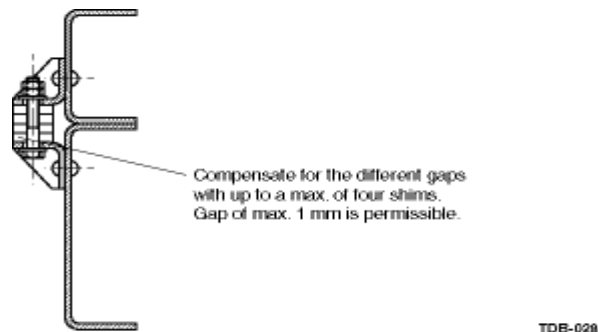 Compensate for the different gaps
with up to a max. of four shims.
Gap of max. 1 mm is permissible.
TDB-028